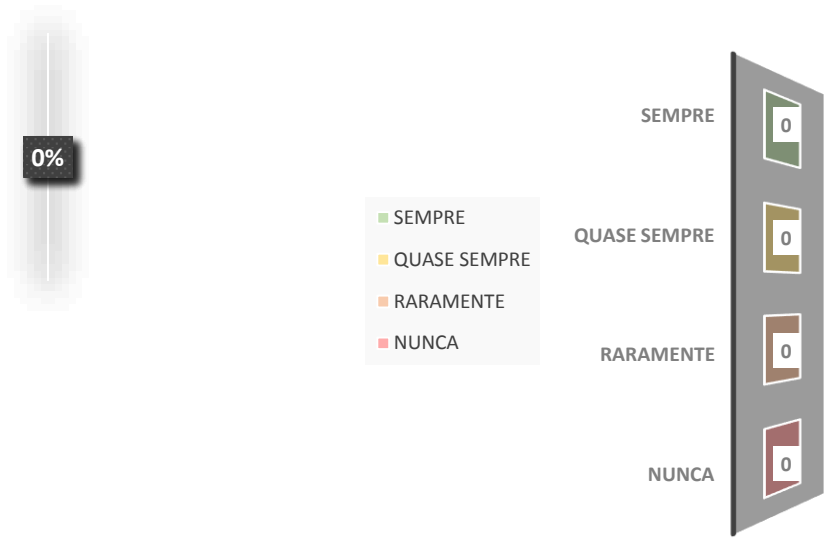 0%
SEMPRE
QUASE SEMPRE
RARAMENTE
NUNCA
SEMPRE
0
QUASE SEMPRE
0
RARAMENTE
0
NUNCA
0